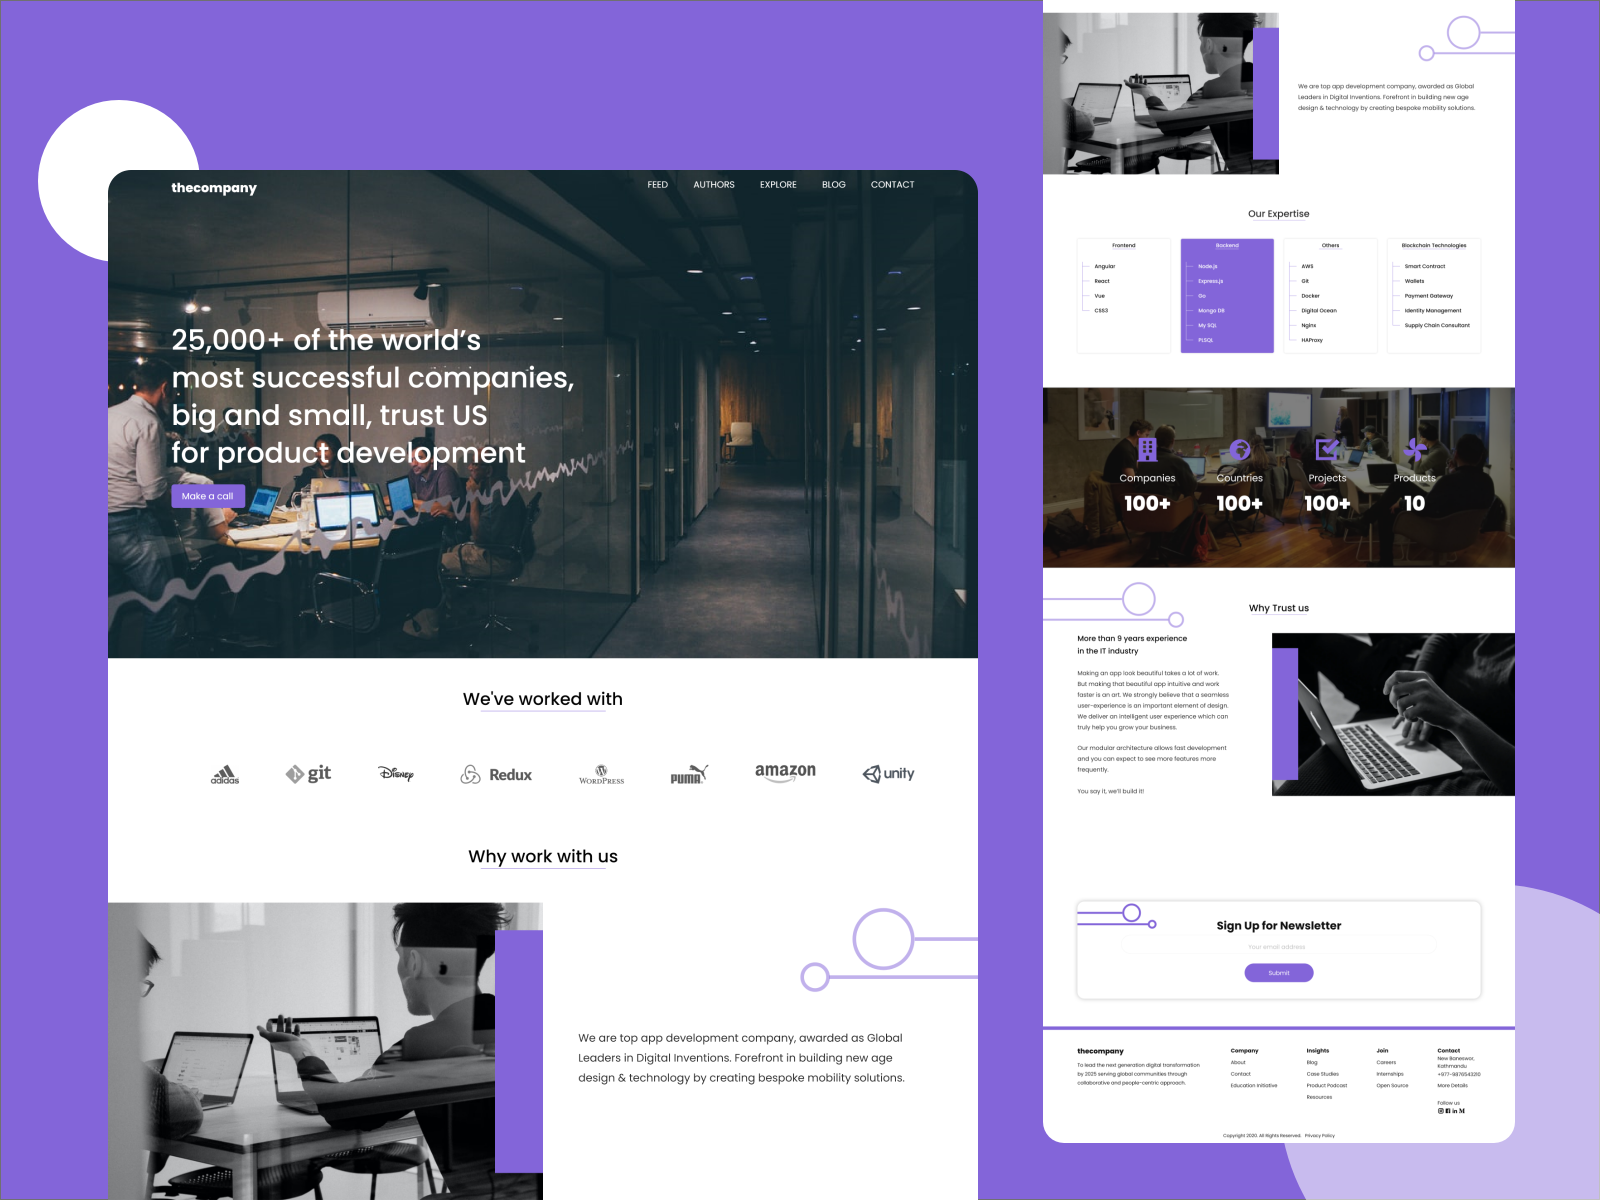 thecompany
FEED
AUTHORS
EXPLORE
BLOG
CONTACT
25,000+ of the world's
most successful companies,
big and small, trust US
for product development
Make a call
We've worked with
adidas
git
Disney
Redux
WORDPRESS
PUMA
amazon
unity
Why work with us
We are top app development company, awarded as Global
Leaders in Digital Inventions. Forefront in building new age
design & technology by creating bespoke mobility solutions.
We are top app development company, awarded as Global
Leaders in Digital Inventions. Forefront in building new age
design & technology by creating bespoke mobility solutions.
Our Expertise
Frontend
Angular
React
Vue
CSS3
Backend
Node.js
Express.js
Go
Mongo DB
My SQL
PLSQL
Others
AWS
Git
Docker
Digital Ocean
Nginx
HAProxy
Blockchain Technologies
Smart Contract
Wallets
Payment Gateway
Identity Management
Supply Chain Consultant
Companies
100+
Countries
100+
Projects
100+
Products
10
Why Trust us
More than 9 years experience
in the IT industry
Making an app look beautiful takes a lot of work.
But making that beautiful app intuitive and work
faster is an art. We strongly believe that a seamless
user-experience is an important element of design.
We deliver an intelligent user experience which can
truly help you grow your business.
Our modular architecture allows fast development
and you can expect to see more features more
frequently.
You say it, we'll build it!
Sign Up for Newsletter
Your email address
Submit
thecompany
To lead the next generation digital transformation
by 2025 serving global communities through
collaborative and people-centric approach.
Company
About
Contact
Education Initiative
Insights
Blog
Case Studies
Product Podcast
Resources
Join
Careers
Internships
Open Source
Contact
New Baneswor,
Kathmandu
+977-9876543210
More Details
Follow us
Copyright 2020. All Rights Reserved. Privacy Policy